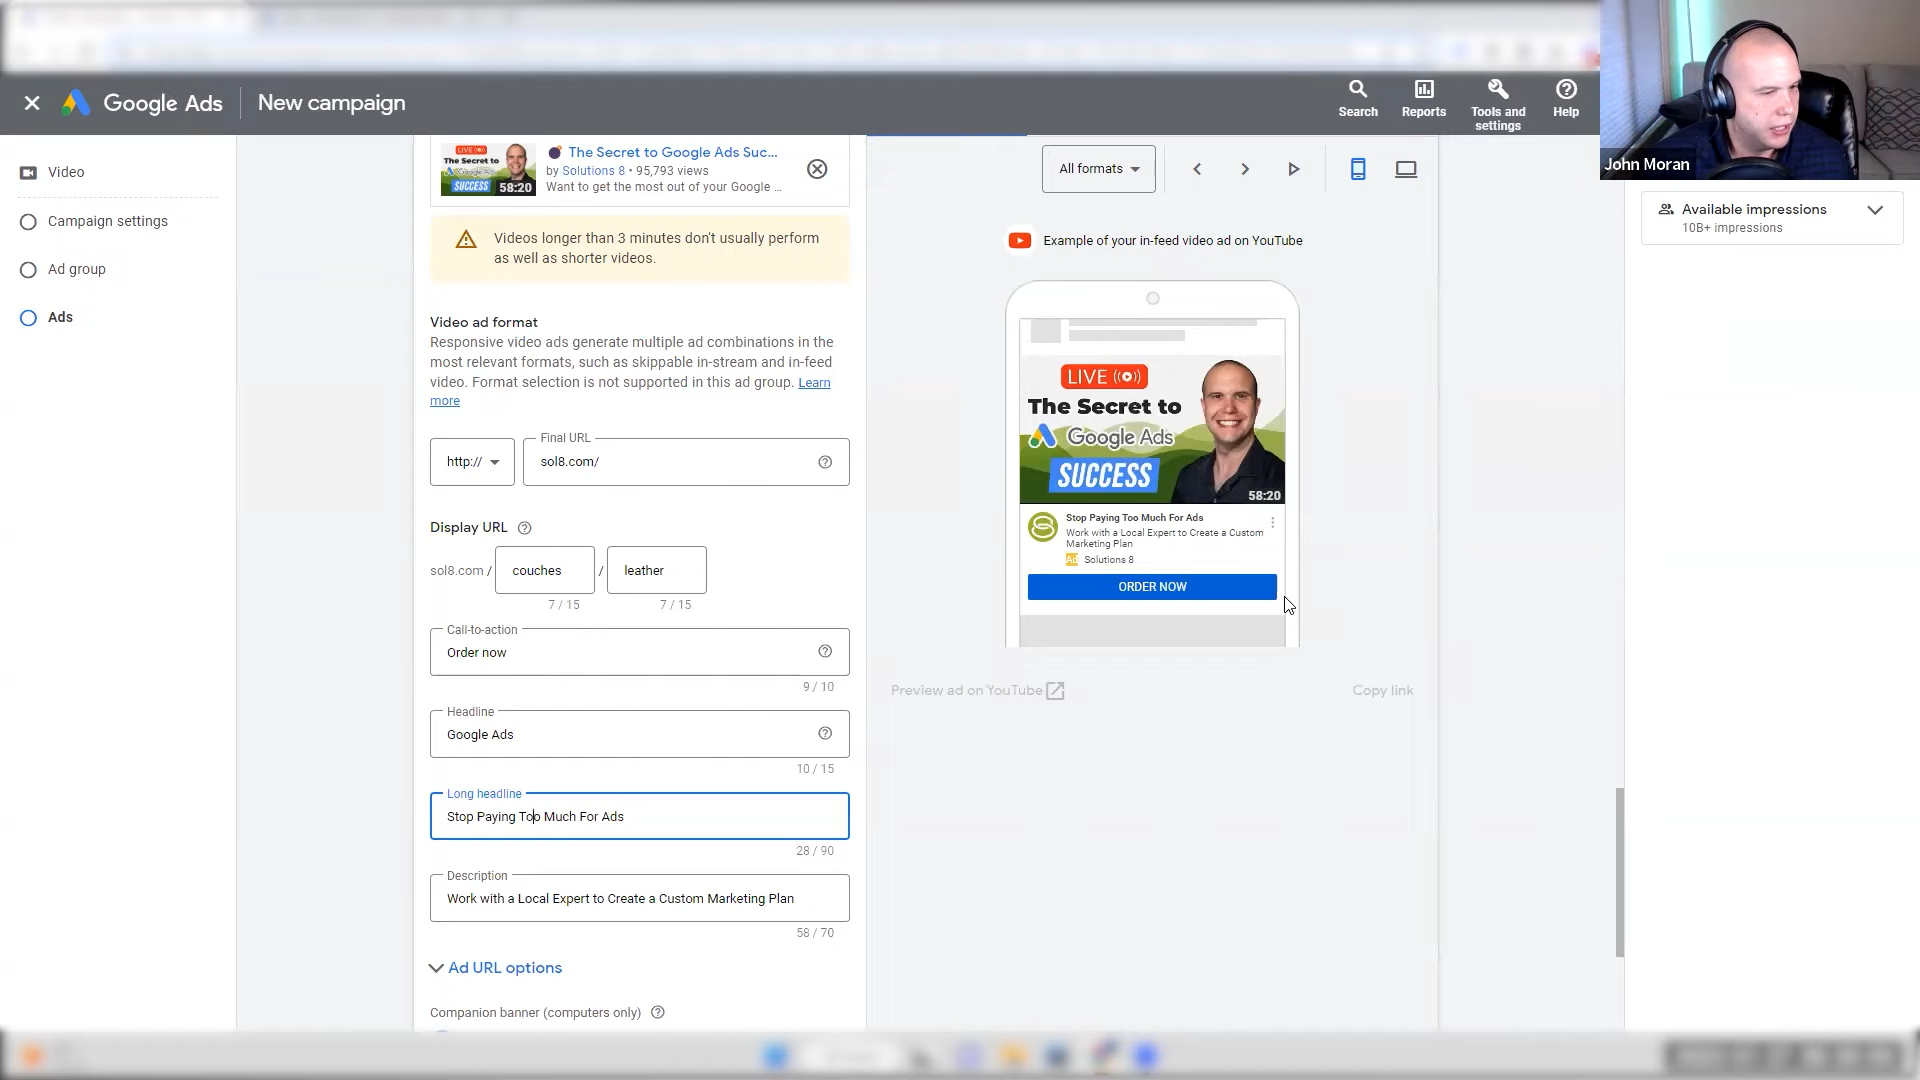 Google Ads
New campaign
Search
Reports
Tools and
settings
Help
John Moran
Video
Campaign settings
Ad group
Ads
LIVE
The Secret to
Google Ads
SUCCESS
58:20
The Secret to Google Ads Suc...
by Solutions 8 • 95,793 views
Want to get the most out of your Google ...
Videos longer than 3 minutes don't usually perform
as well as shorter videos.
Video ad format
Responsive video ads generate multiple ad combinations in the
most relevant formats, such as skippable in-stream and in-feed
video. Format selection is not supported in this ad group. Learn
more
http://
Final URL
sol8.com/
Display URL
sol8.com / couches / leather
7 / 15
7 / 15
Call-to-action
Order now
9 / 10
Headline
Google Ads
10 / 15
Long headline
Stop Paying Too Much For Ads
28 / 90
Description
Work with a Local Expert to Create a Custom Marketing Plan
58 / 70
Ad URL options
Companion banner (computers only)
All formats
Example of your in-feed video ad on YouTube
LIVE
The Secret to
Google Ads
SUCCESS
58:20
Stop Paying Too Much For Ads
Work with a Local Expert to Create a Custom
Marketing Plan
Ad Solutions 8
ORDER NOW
Preview ad on YouTube
Copy link
Available impressions
10B+ impressions